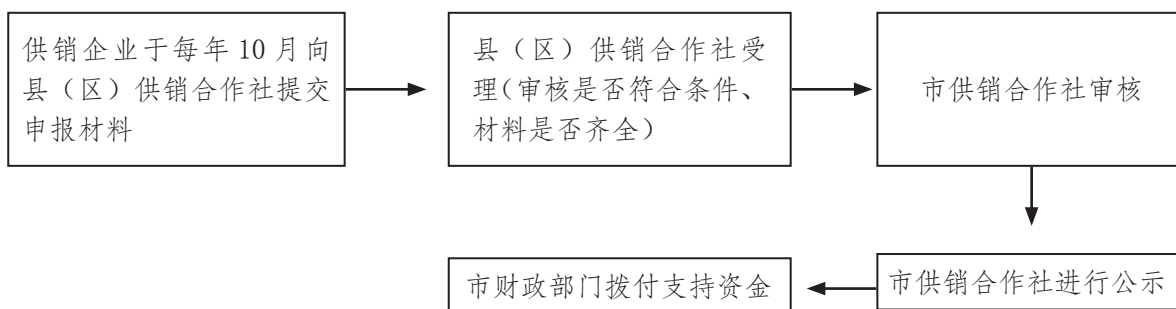 供销企业于每年10月向
县（区）供销合作社提交
申报材料
县（区）供销合作社受
理（审核是否符合条件、
材料是否齐全）
市供销合作社审核
市供销合作社进行公示
市财政部门拨付支持资金